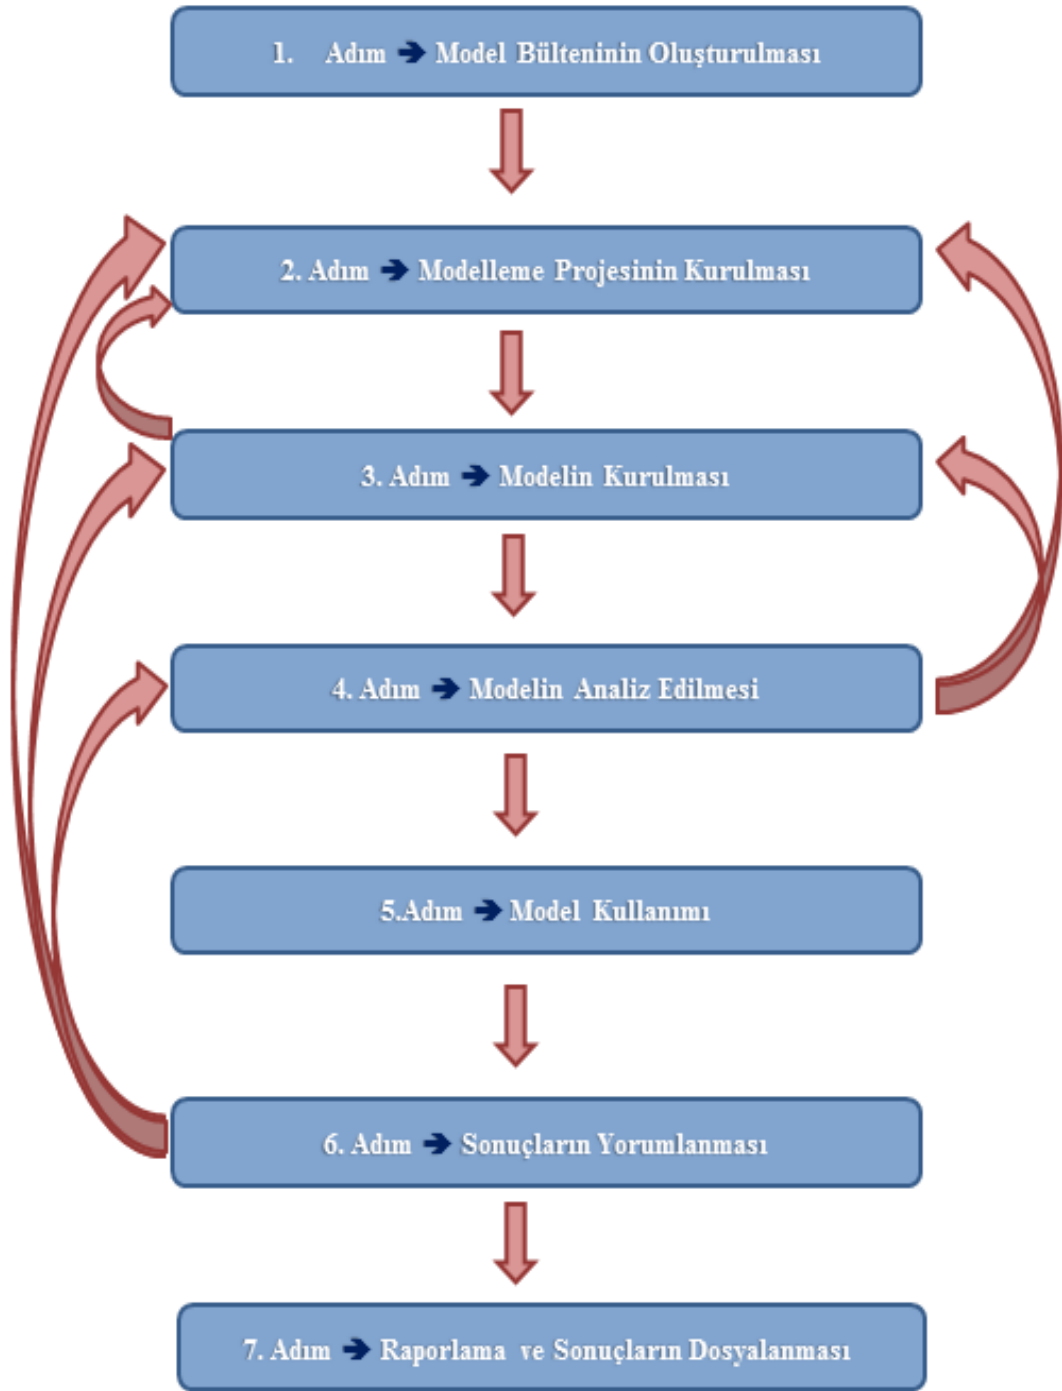 1. Adım ➔ Model Bülteninin Oluşturulması
2. Adım ➔ Modelleme Projesinin Kurulması
3. Adım ➔ Modelin Kurulması
4. Adım ➔ Modelin Analiz Edilmesi
5.Adım ➔ Model Kullanımı
6. Adım ➔ Sonuçların Yorumlanması
7. Adım ➔ Raporlama ve Sonuçların Dosyalanması